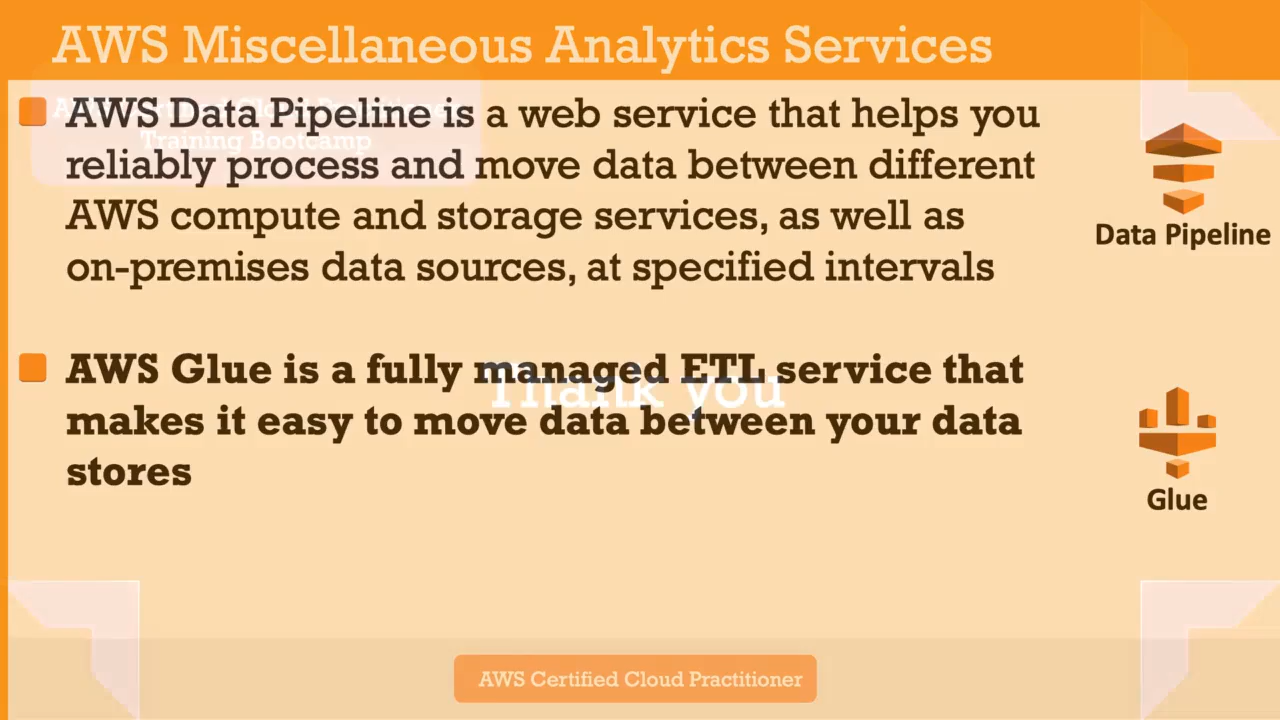 AWS Miscellaneous Analytics Services
AWS Data Pipeline is a web service that helps you
reliably process and move data between different
AWS compute and storage services, as well as
on-premises data sources, at specified intervals
Data Pipeline
AWS Glue is a fully managed ETL service that
makes it easy to move data between your data
stores
Glue
Training Bootcamp
Thank you
AWS Certified Cloud Practitioner